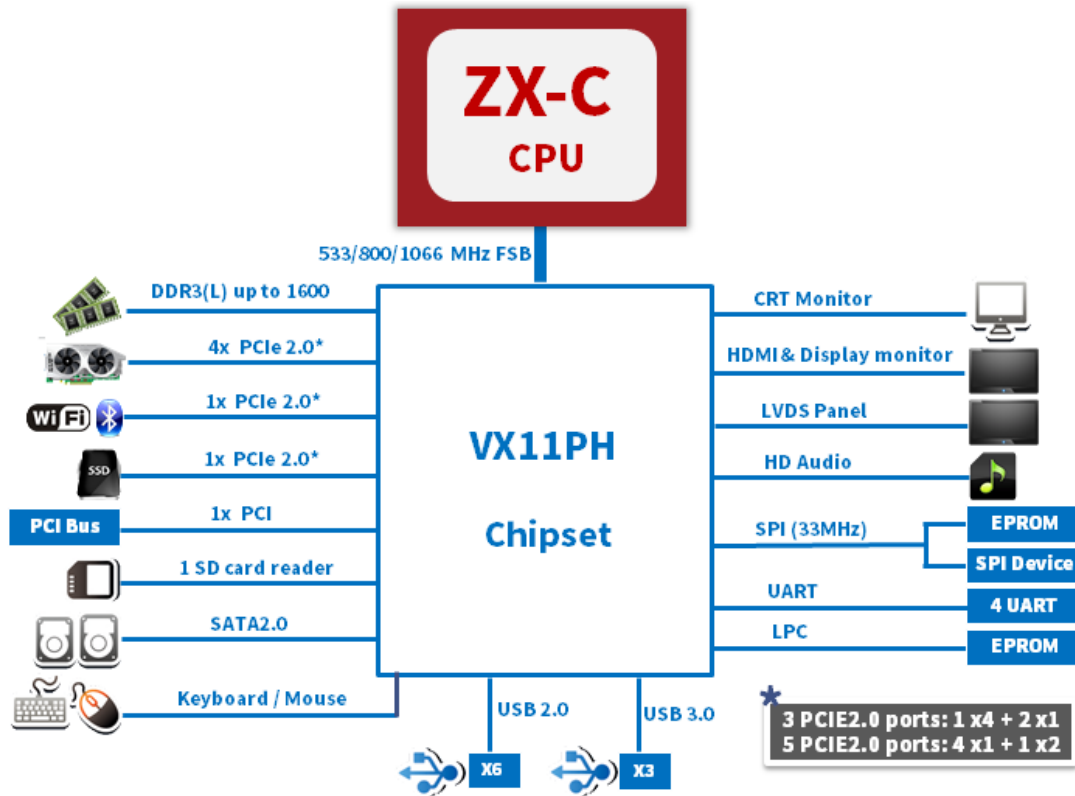 ZX-C
CPU
533/800/1066 MHz FSB
DDR3(L) up to 1600
4x PCIe 2.0*
WiFi
1x PCIe 2.0*
SSD
1x PCIe 2.0*
PCI Bus
1x PCI
1 SD card reader
SATA2.0
Keyboard / Mouse
VX11PH
Chipset
CRT Monitor
HDMI & Display monitor
LVDS Panel
HD Audio
SPI (33MHz)
EPROM
SPI Device
UART
4 UART
LPC
EPROM
USB 2.0
X6
USB 3.0
X3
*
3 PCIE2.0 ports: 1 x4 + 2 x1
5 PCIE2.0 ports: 4 x1 + 1 x2